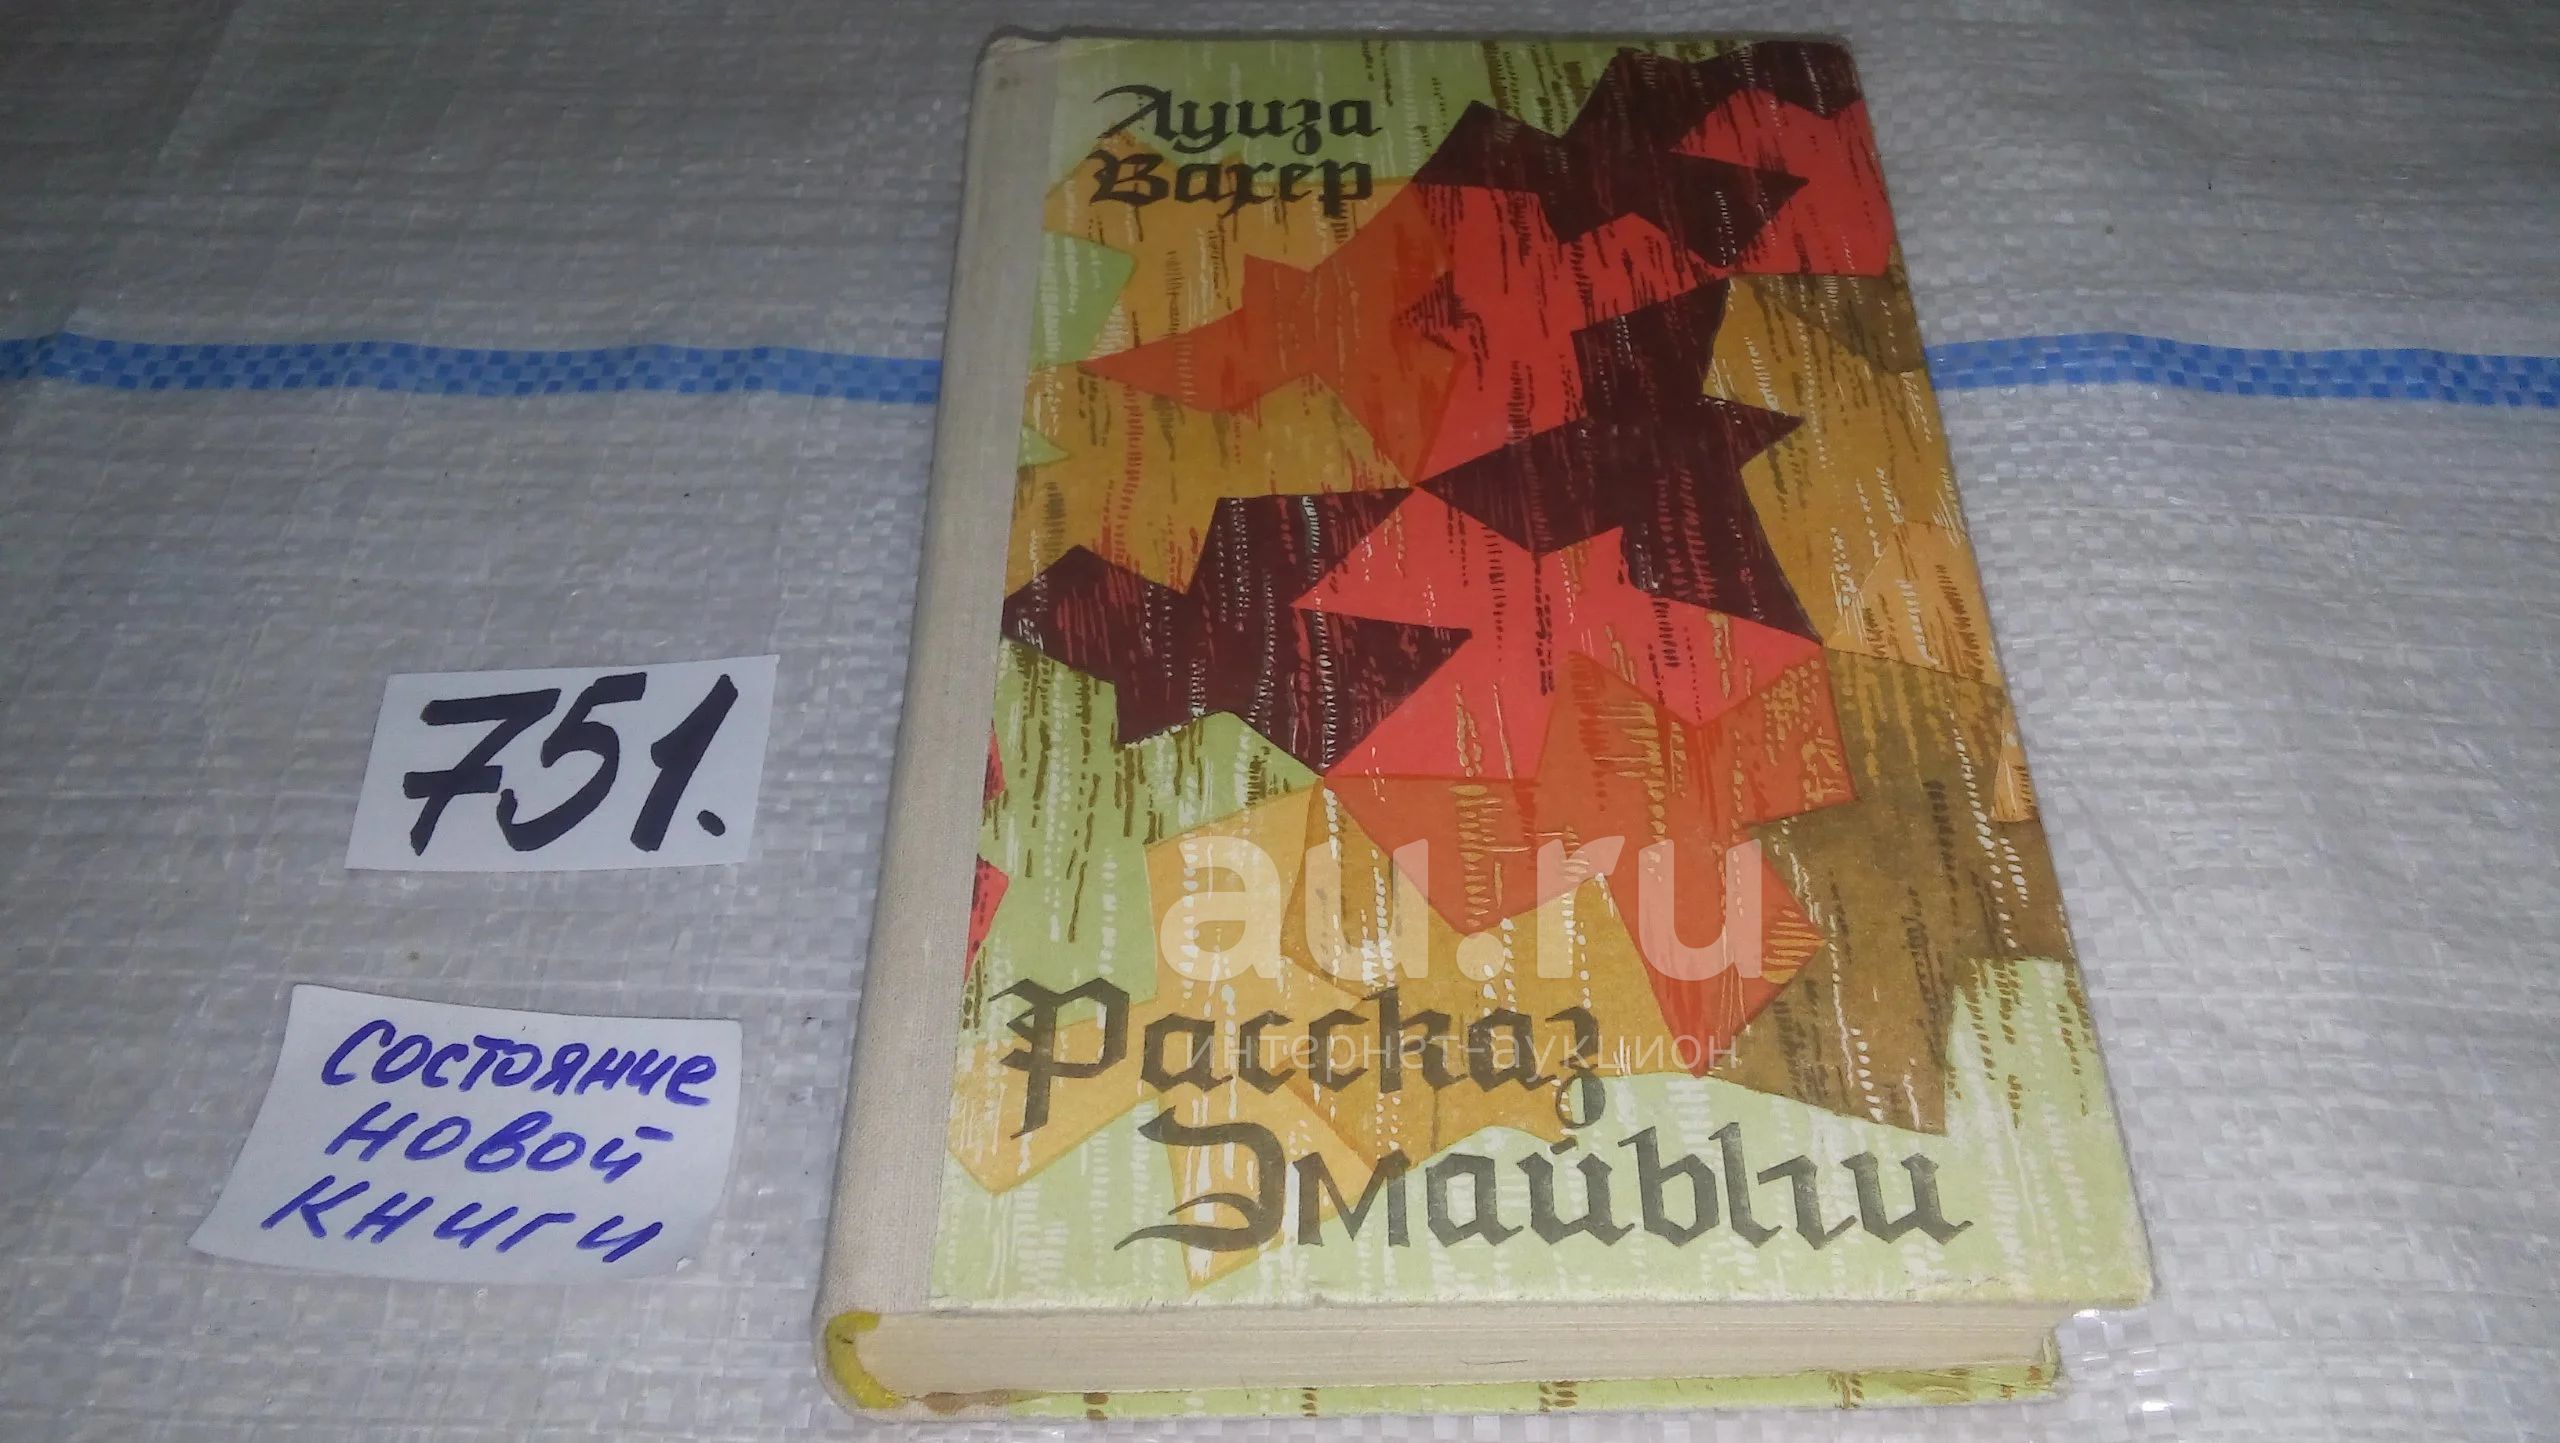 Луиза
Вахер
751.
состояние
новой
книги
au.ru
интернет-аукцион
Рассказ
Эмайыги